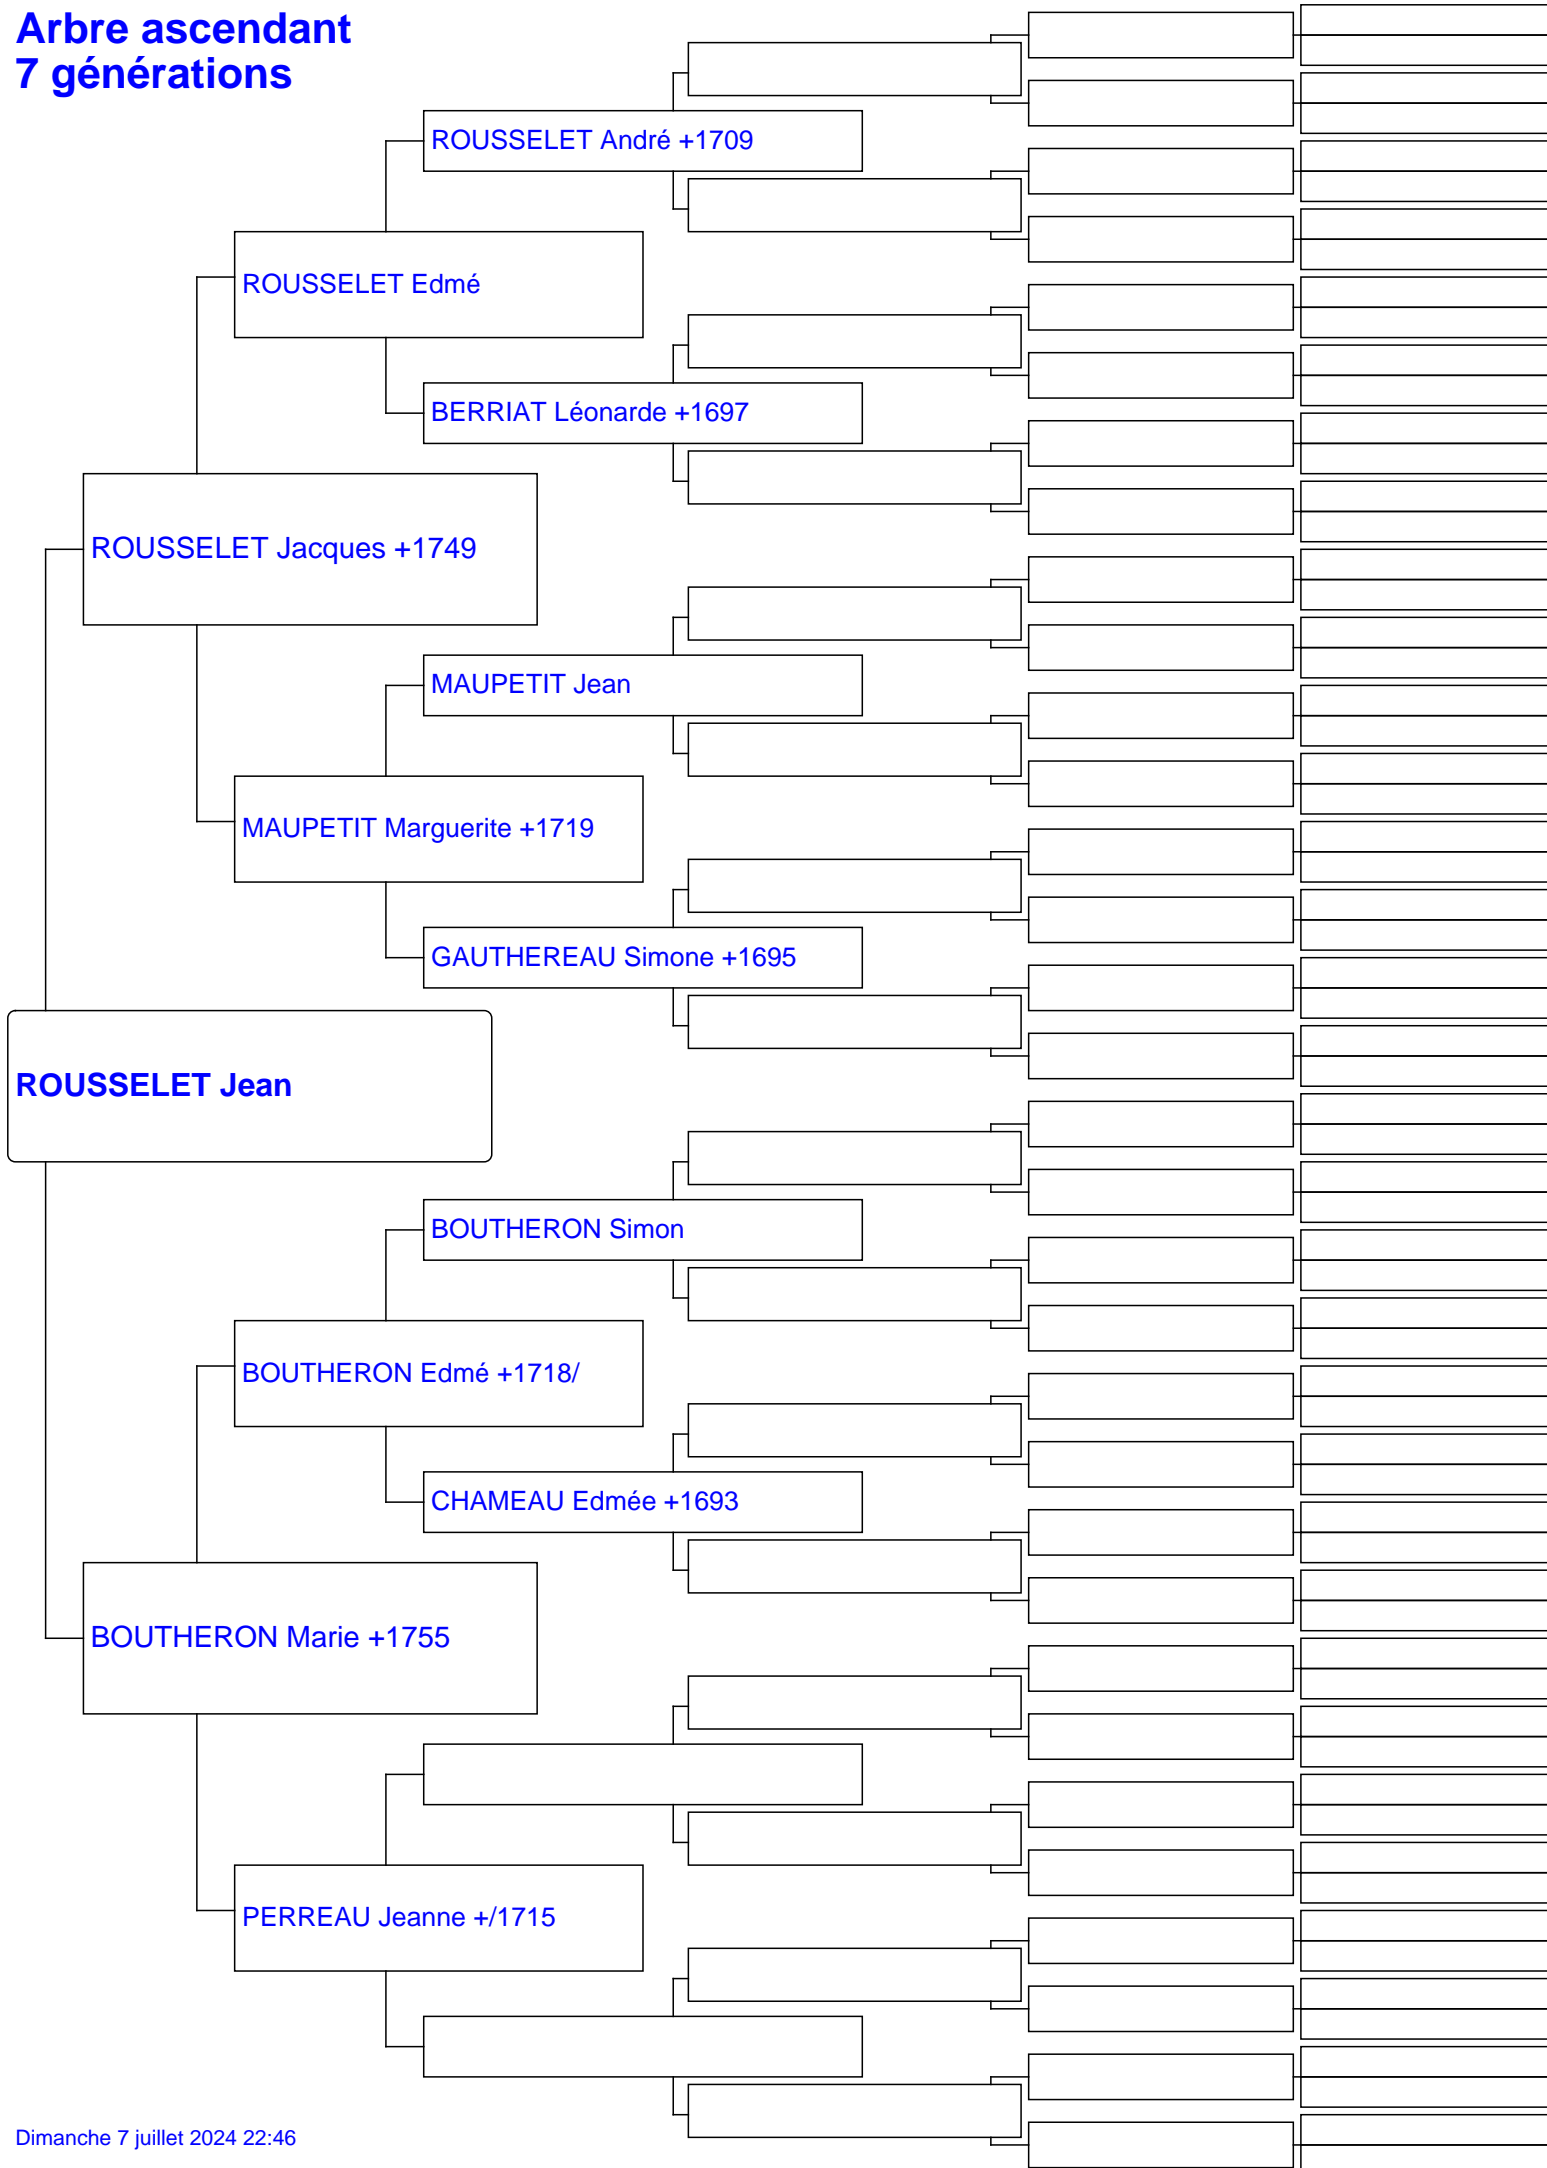 Arbre ascendant
7 générations
ROUSSELET André +1709
ROUSSELET Edmé
BERRIAT Léonarde +1697
ROUSSELET Jacques +1749
MAUPETIT Jean
MAUPETIT Marguerite +1719
GAUTHEREAU Simone +1695
ROUSSELET Jean
BOUTHERON Simon
BOUTHERON Edmé +1718/
CHAMEAU Edmée +1693
BOUTHERON Marie +1755
PERREAU Jeanne +/1715
Dimanche 7 juillet 2024 22:46